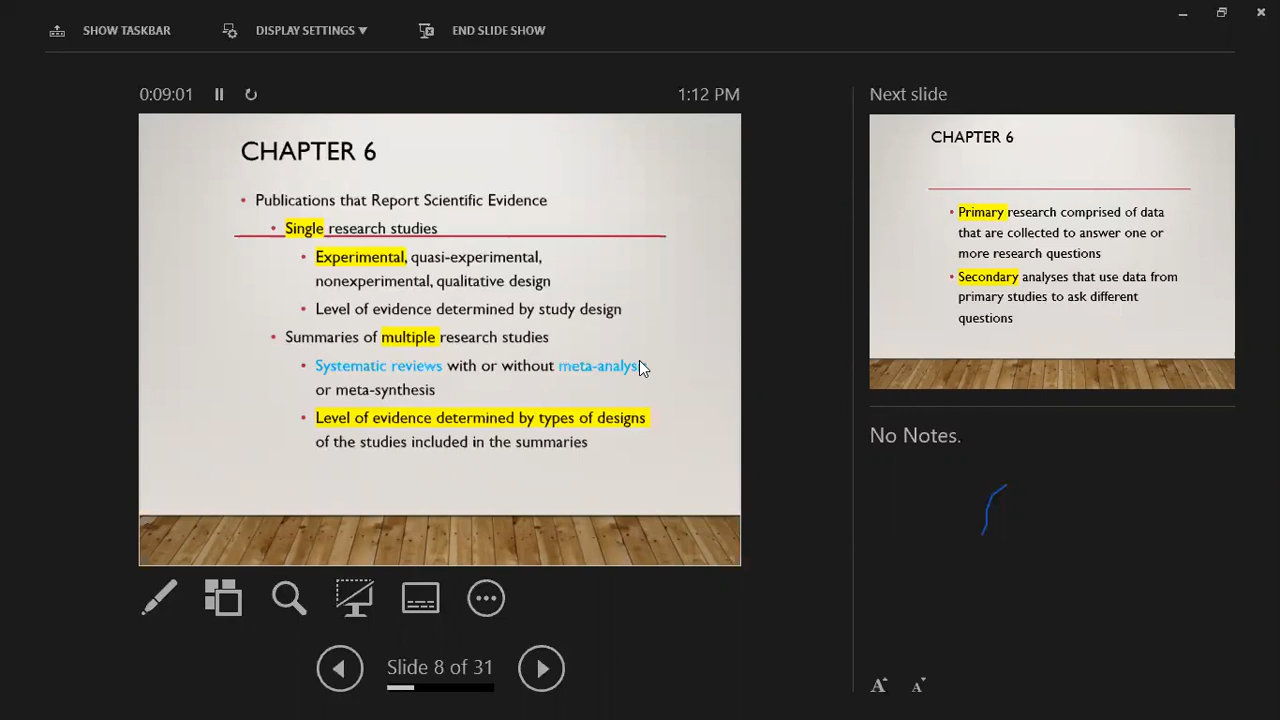 SHOW TASKBAR DISPLAY SETTINGS ▼ END SLIDE SHOW
0:09:01 1:12 PM
CHAPTER 6
• Publications that Report Scientific Evidence
• Single research studies
• Experimental, quasi-experimental,
nonexperimental, qualitative design
• Level of evidence determined by study design
• Summaries of multiple research studies
• Systematic reviews with or without
or meta-synthesis
• Level of evidence determined by types of designs
of the studies included in the summaries
Slide 8 of 31
Next slide
CHAPTER 6
• Primary research comprised of data
that are collected to answer one or
more research questions
• Secondary analyses that use data from
primary studies to ask different
questions
No Notes.
A A